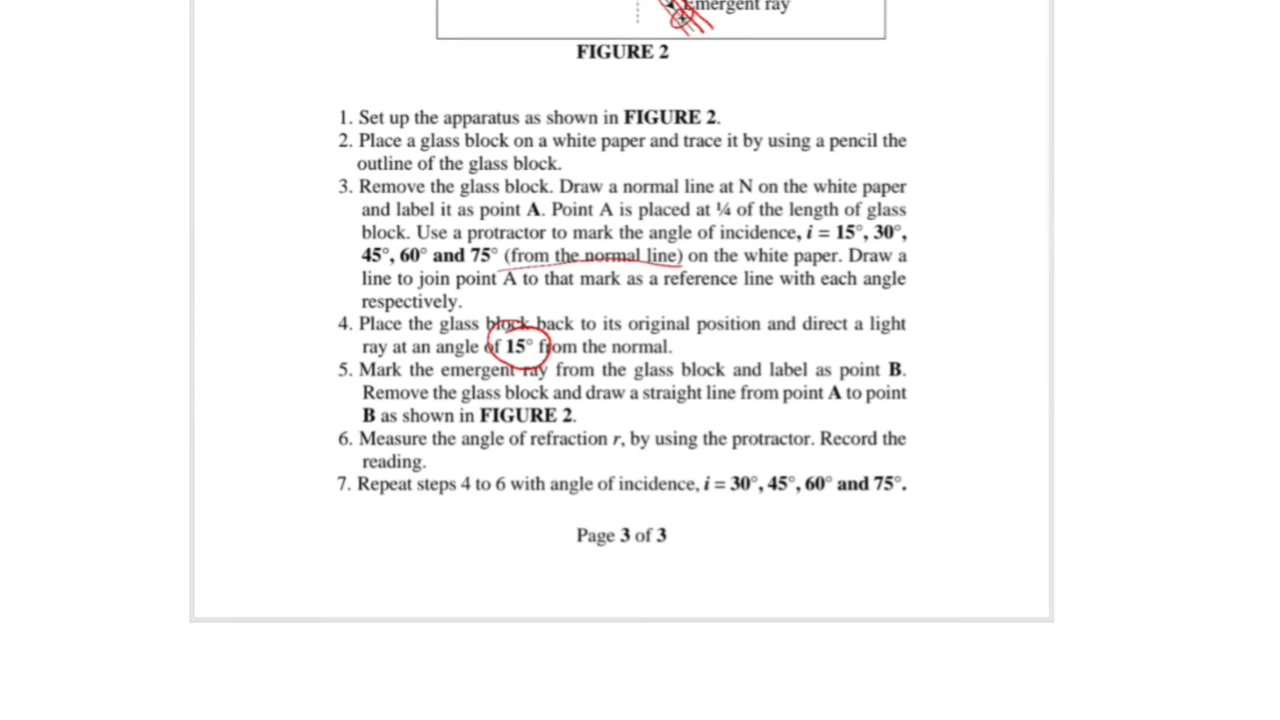 Emergent ray
FIGURE 2
1. Set up the apparatus as shown in FIGURE 2.
2. Place a glass block on a white paper and trace it by using a pencil the
outline of the glass block.
3. Remove the glass block. Draw a normal line at N on the white paper
and label it as point A. Point A is placed at ¼ of the length of glass
block. Use a protractor to mark the angle of incidence, i = 15°, 30°,
45°, 60° and 75° (from the normal line) on the white paper. Draw a
line to join point A to that mark as a reference line with each angle
respectively.
4. Place the glass block back to its original position and direct a light
ray at an angle of 15° from the normal.
5. Mark the emergent ray from the glass block and label as point B.
Remove the glass block and draw a straight line from point A to point
B as shown in FIGURE 2.
6. Measure the angle of refraction r, by using the protractor. Record the
reading.
7. Repeat steps 4 to 6 with angle of incidence, i = 30°, 45°, 60° and 75°.
Page 3 of 3